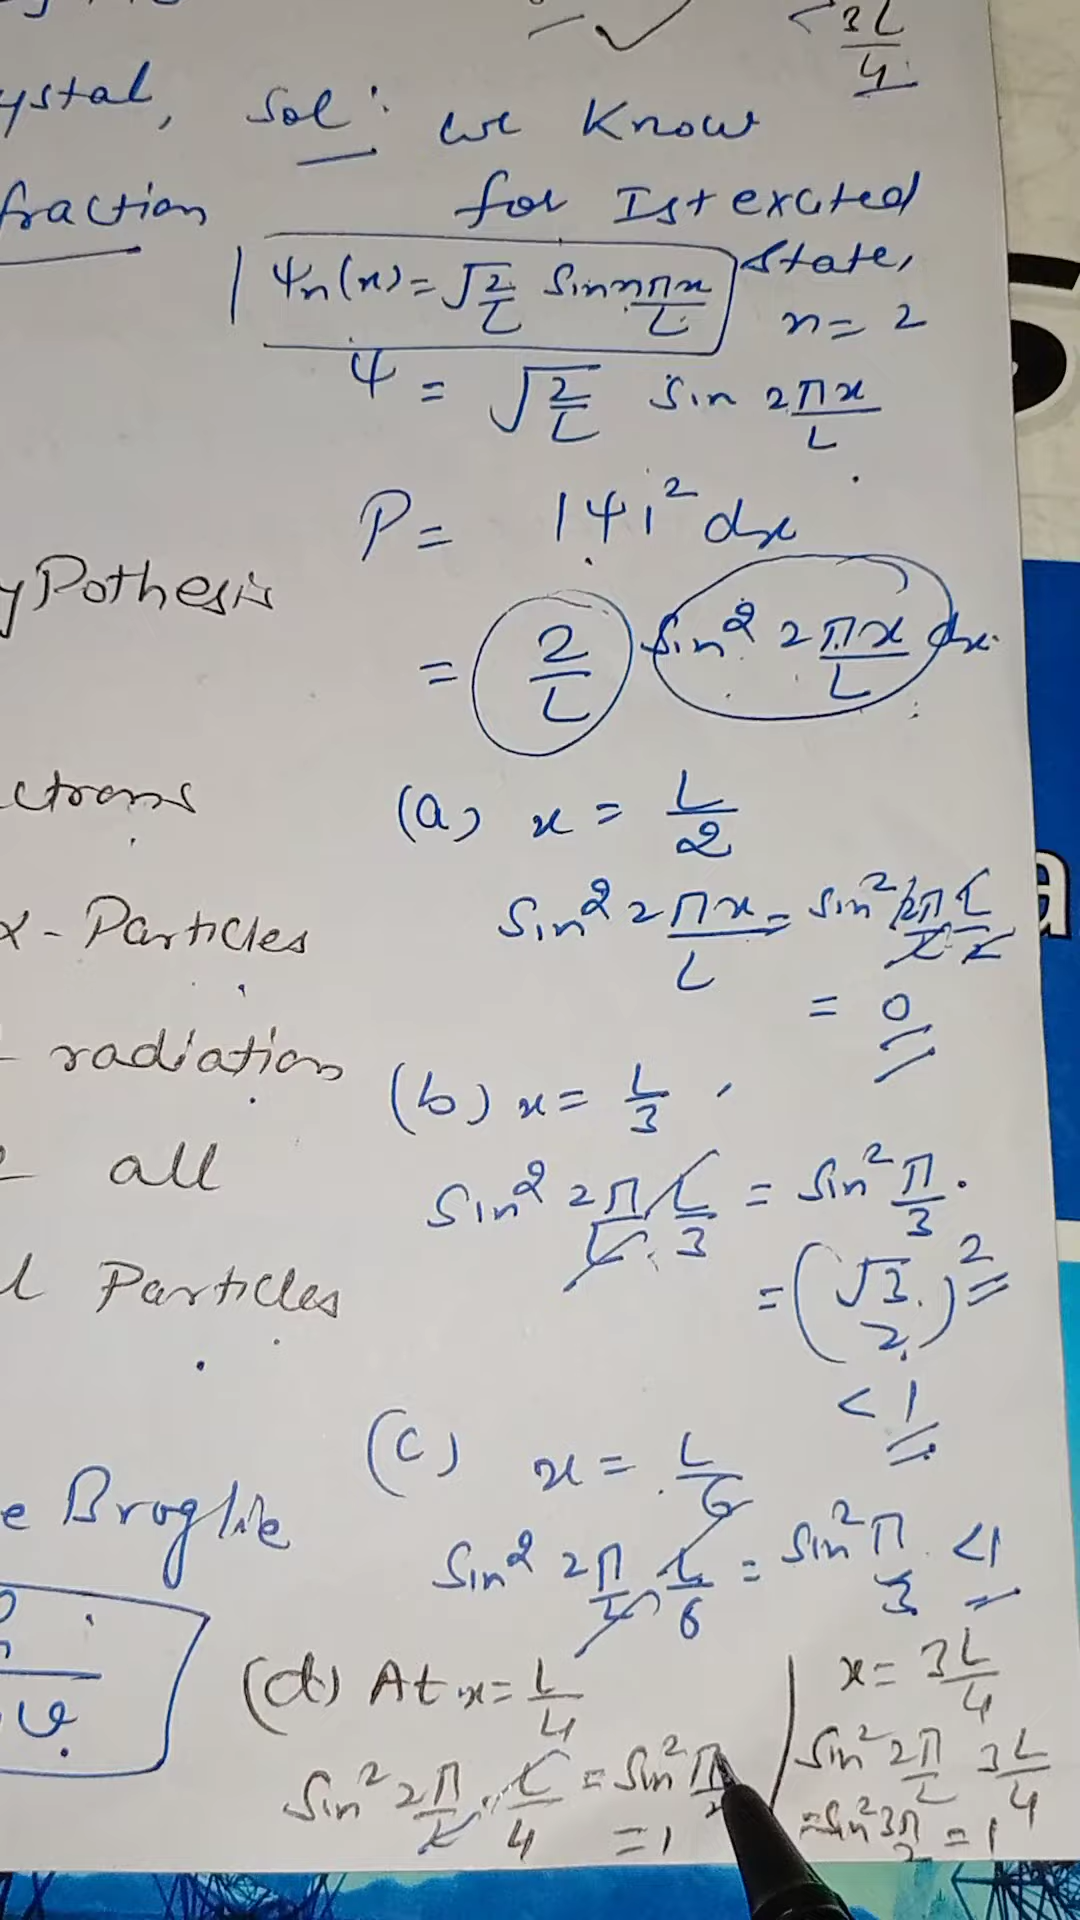 3L
4
ystal, Sol: we know
fraction for Ist excited
state,
ψn(x) = √2/L Sin nπx/L
n = 2
ψ = √2/L Sin 2πx/L
P = |ψ|² dx
yPothesis
= 2/L Sin² 2πx/L dx
ctrons
(a) x = L/2
α-Particles
Sin² 2πx/L = Sin² 2π/L L/2
= 0
radiation
(b) x = L/3
all
Sin² 2π/L . L/3 = Sin² π/3
l Particles
= (√3/2)²
< 1
(c) x = L/6
e Broglie
Sin² 2π/L L/6 = Sin² π/3 < 1
(d) At x = L/4
Sin² 2π/L . L/4 = Sin² π/2
= 1
x = 3L/4
Sin² 2π/L 3L/4
= Sin² 3π/2 = 1